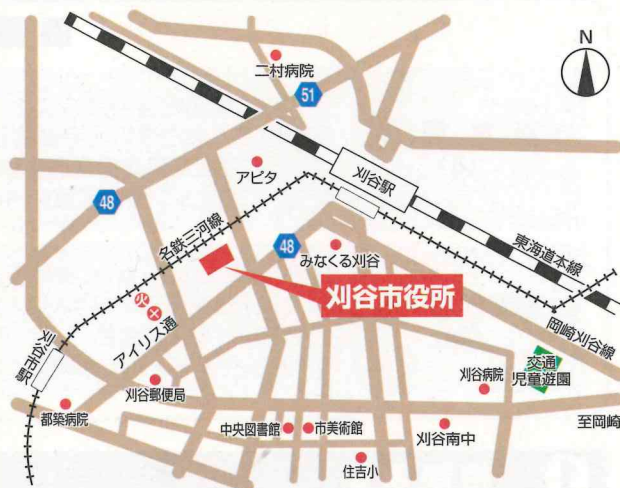 N
二村病院
51
アピタ
刈谷駅
48
名鉄三河線
48
みなくる刈谷
東海道本線
刈谷市役所
火
アイリス通
岡崎刈谷線
刈谷市駅
交通
児童遊園
刈谷病院
刈谷郵便局
都築病院
中央図書館
市美術館
刈谷南中
至岡崎
住吉小